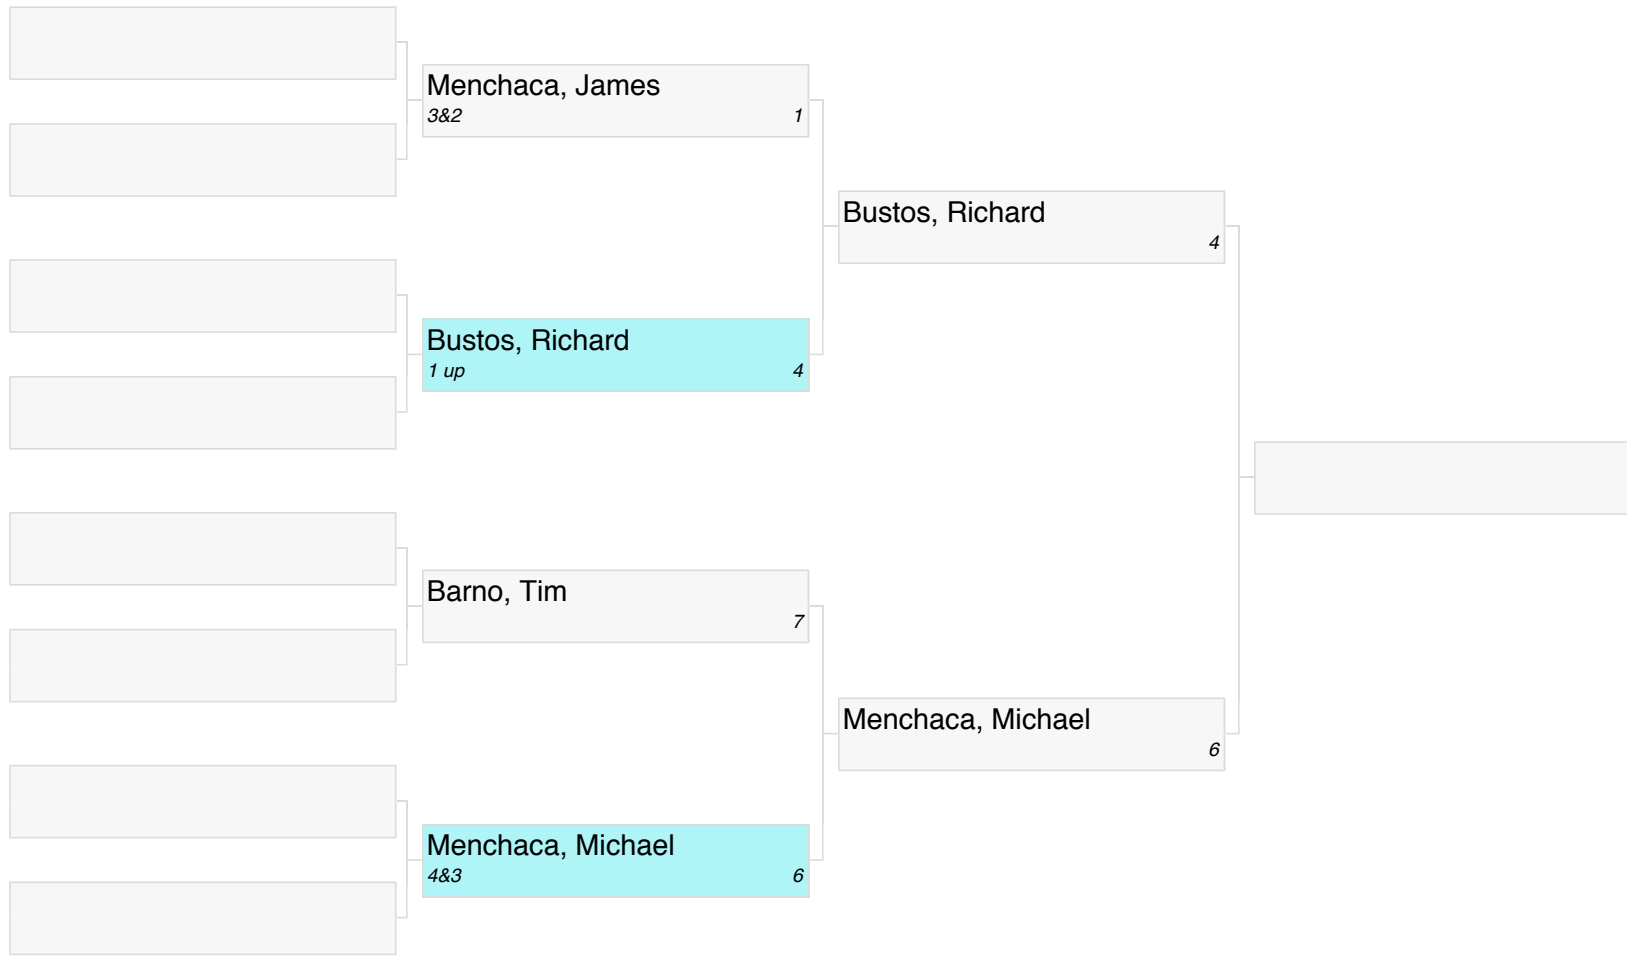 Menchaca, James
3&2 1
Bustos, Richard
4
Bustos, Richard
1 up 4
Barno, Tim
7
Menchaca, Michael
6
Menchaca, Michael
4&3 6